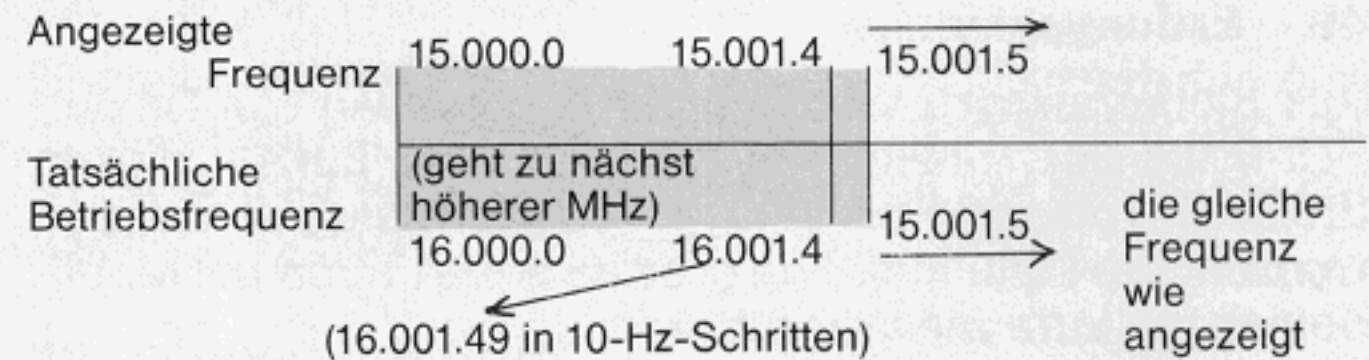 Angezeigte
Frequenz
15.000.0 15.001.4 15.001.5
Tatsächliche
Betriebsfrequenz
(geht zu nächst
höherer MHz)
16.000.0 16.001.4 15.001.5
die gleiche
Frequenz
wie
angezeigt
(16.001.49 in 10-Hz-Schritten)